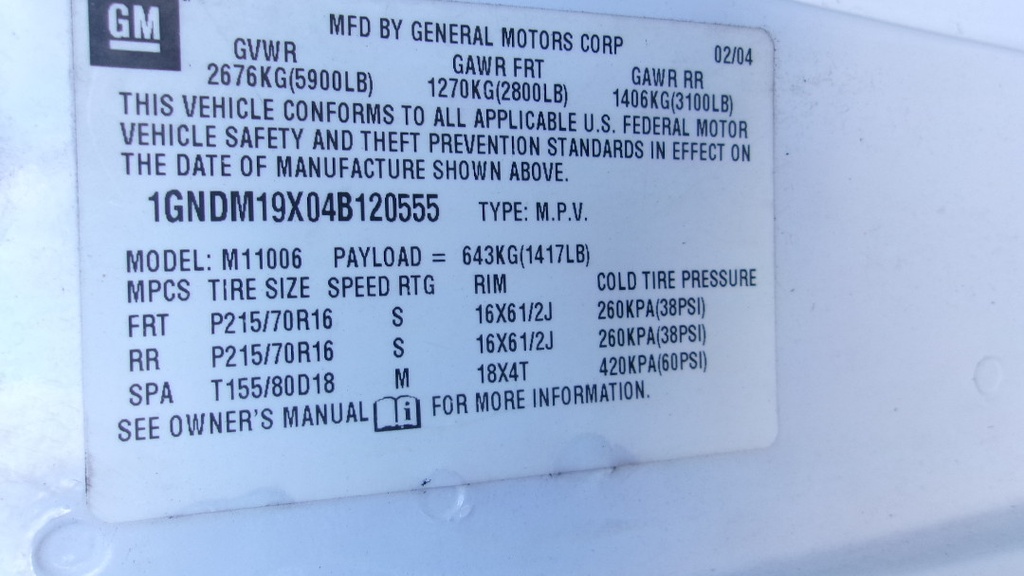 GM
MFD BY GENERAL MOTORS CORP 02/04
GVWR GAWR FRT GAWR RR
2676KG(5900LB) 1270KG(2800LB) 1406KG(3100LB)
THIS VEHICLE CONFORMS TO ALL APPLICABLE U.S. FEDERAL MOTOR
VEHICLE SAFETY AND THEFT PREVENTION STANDARDS IN EFFECT ON
THE DATE OF MANUFACTURE SHOWN ABOVE.
1GNDM19X04B120555 TYPE: M.P.V.
MODEL: M11006 PAYLOAD = 643KG(1417LB)
MPCS TIRE SIZE SPEED RTG RIM COLD TIRE PRESSURE
FRT P215/70R16 S 16X61/2J 260KPA(38PSI)
RR P215/70R16 S 16X61/2J 260KPA(38PSI)
SPA T155/80D18 M 18X4T 420KPA(60PSI)
SEE OWNER'S MANUAL i FOR MORE INFORMATION.